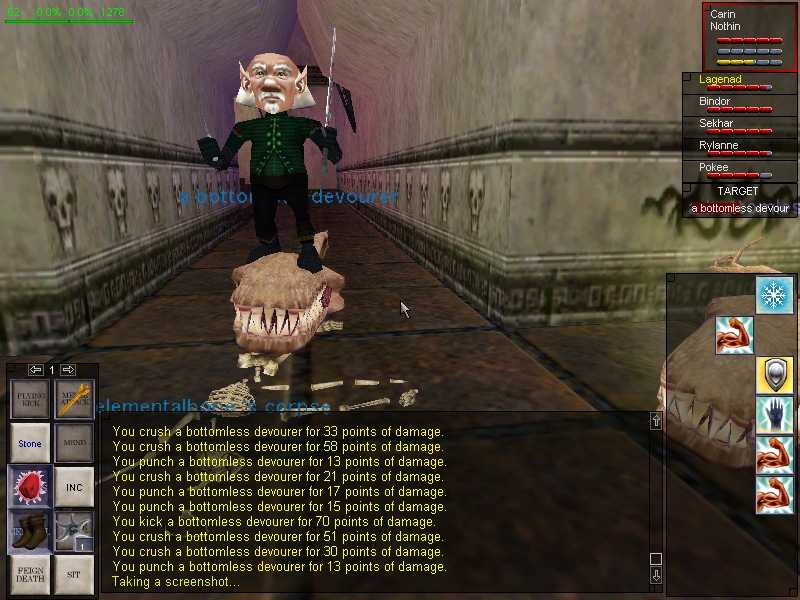 62 0.0% 0.0% 1278
Carin
Nothin
Lagenad
Bindor
Sekhar
Rylanne
Pokee
TARGET
a bottomless devour
devourer
1
FLYING
KICK
Stone
MEND
INC
1
FEIGN
DEATH
SIT
corpse
You crush a bottomless devourer for 33 points of damage.
You crush a bottomless devourer for 58 points of damage.
You punch a bottomless devourer for 13 points of damage.
You crush a bottomless devourer for 21 points of damage.
You punch a bottomless devourer for 17 points of damage.
You punch a bottomless devourer for 15 points of damage.
You kick a bottomless devourer for 70 points of damage.
You crush a bottomless devourer for 51 points of damage.
You crush a bottomless devourer for 30 points of damage.
You punch a bottomless devourer for 13 points of damage.
Taking a screenshot...